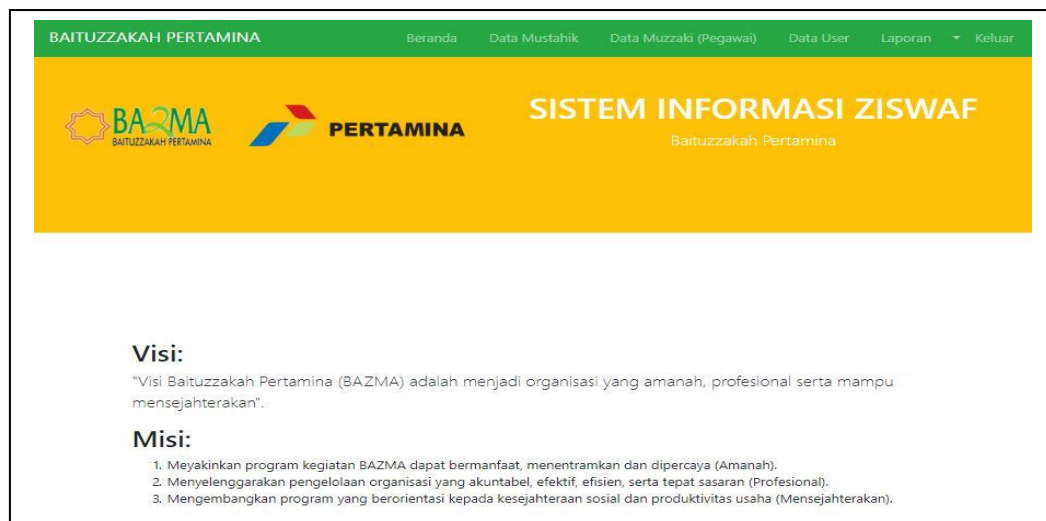 BAITUZZAKAH PERTAMINA Beranda Data Mustahik Data Muzzaki (Pegawai) Data User Laporan Keluar
BAZMA
BAITUZZAKAH PERTAMINA
PERTAMINA
SISTEM INFORMASI ZISWAF
Baituzzakah Pertamina
Visi:
"Visi Baituzzakah Pertamina (BAZMA) adalah menjadi organisasi yang amanah, profesional serta mampu
mensejahterakan".
Misi:
1. Meyakinkan program kegiatan BAZMA dapat bermanfaat, menentramkan dan dipercaya (Amanah).
2. Menyelenggarakan pengelolaan organisasi yang akuntabel, efektif, efisien, serta tepat sasaran (Profesional).
3. Mengembangkan program yang berorientasi kepada kesejahteraan sosial dan produktivitas usaha (Mensejahterakan).